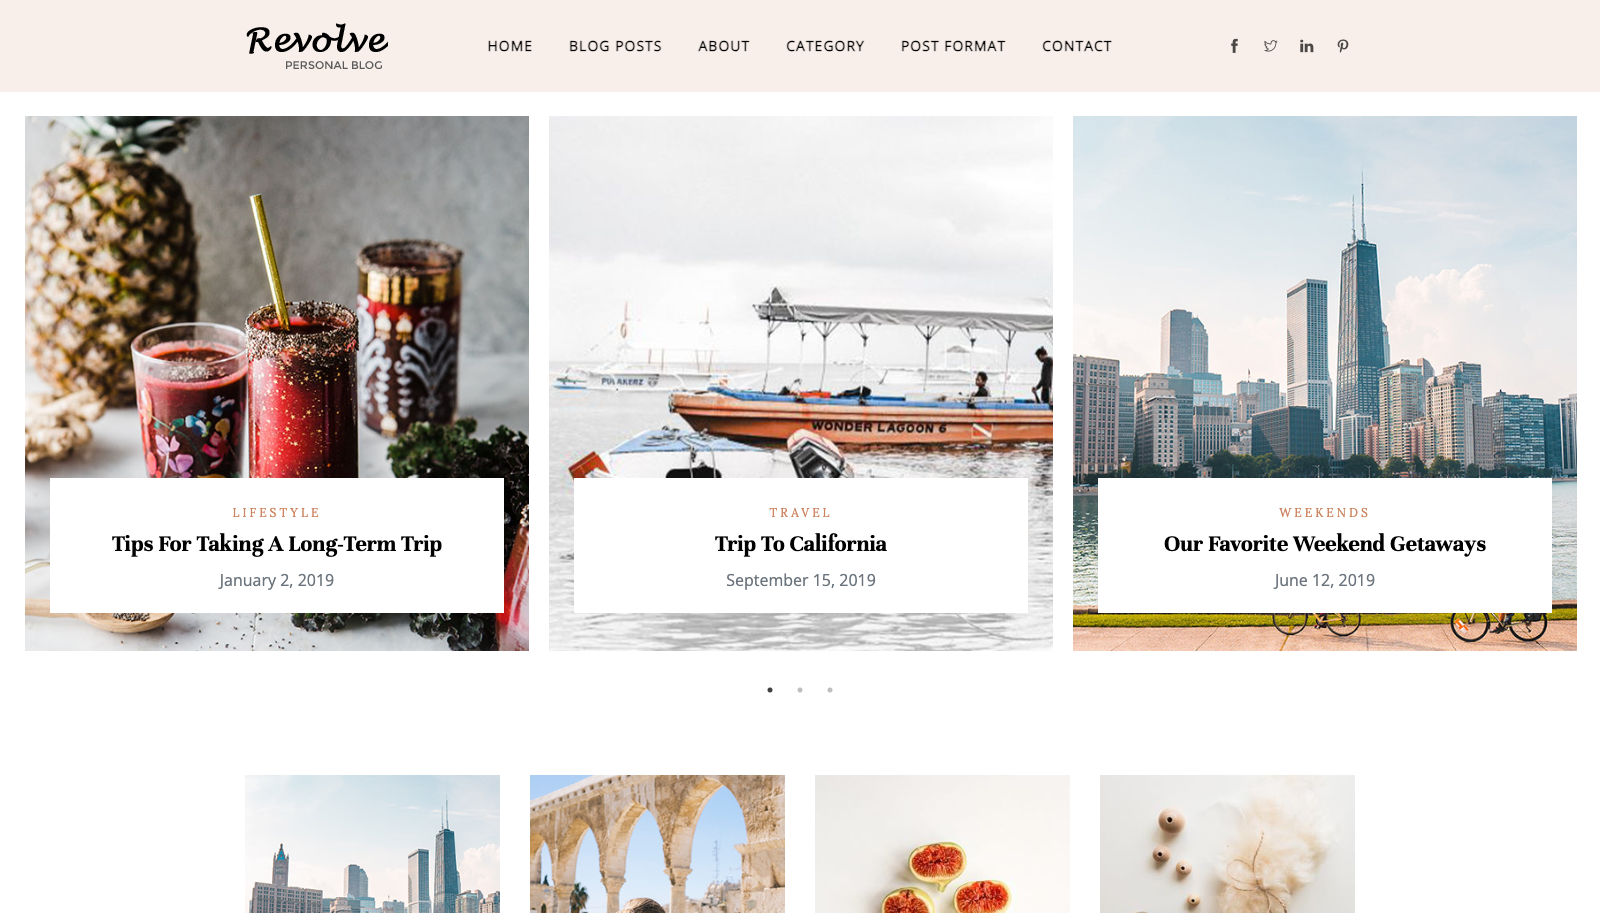 Revolve
PERSONAL BLOG
HOME BLOG POSTS ABOUT CATEGORY POST FORMAT CONTACT
PULAKERZ
WONDER LAGOON 6
LIFESTYLE
Tips For Taking A Long-Term Trip
January 2, 2019
TRAVEL
Trip To California
September 15, 2019
WEEKENDS
Our Favorite Weekend Getaways
June 12, 2019